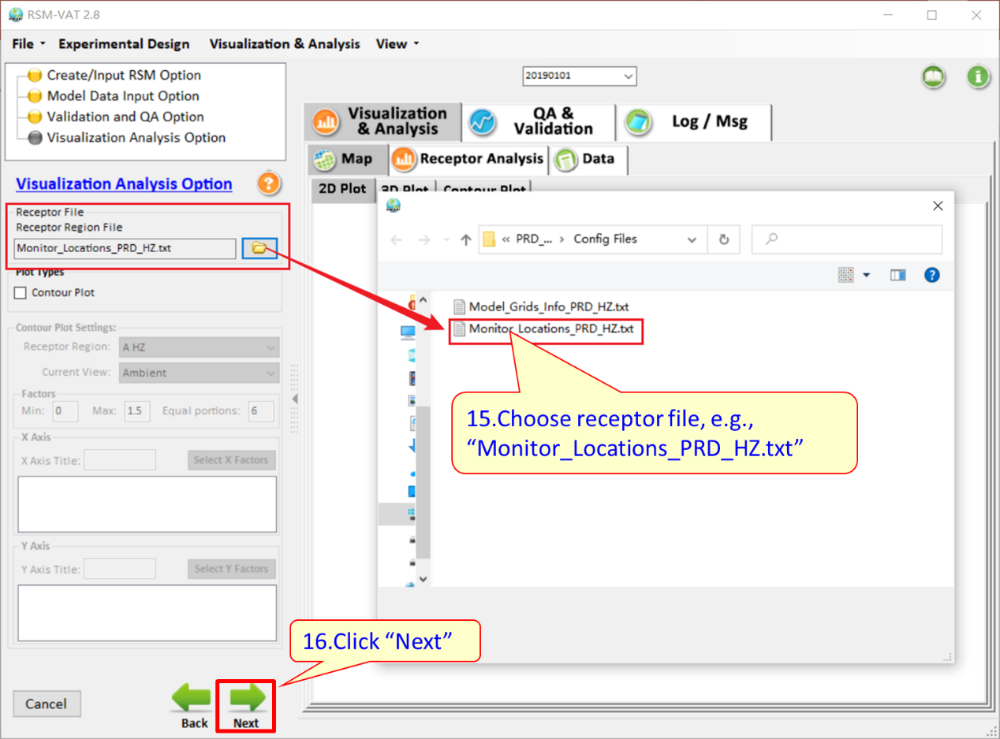 RSM-VAT 2.8
File Experimental Design Visualization & Analysis View
Create/Input RSM Option
Model Data Input Option
Validation and QA Option
Visualization Analysis Option
20190101
Visualization
& Analysis
QA &
Validation
Log / Msg
Map Receptor Analysis Data
2D Plot 3D Plot Contour Plot
Visualization Analysis Option
Receptor File
Receptor Region File
Monitor_Locations_PRD_HZ.txt
Plot Types
Contour Plot
Contour Plot Settings:
Receptor Region: A HZ
Current View: Ambient
Factors
Min: 0 Max: 1.5 Equal portions: 6
X Axis
X Axis Title: Select X Factors
Y Axis
Y Axis Title: Select Y Factors
Cancel
Back
Next
« PRD_... › Config Files
Model_Grids_Info_PRD_HZ.txt
Monitor_Locations_PRD_HZ.txt
15.Choose receptor file, e.g.,
“Monitor_Locations_PRD_HZ.txt”
16.Click “Next”